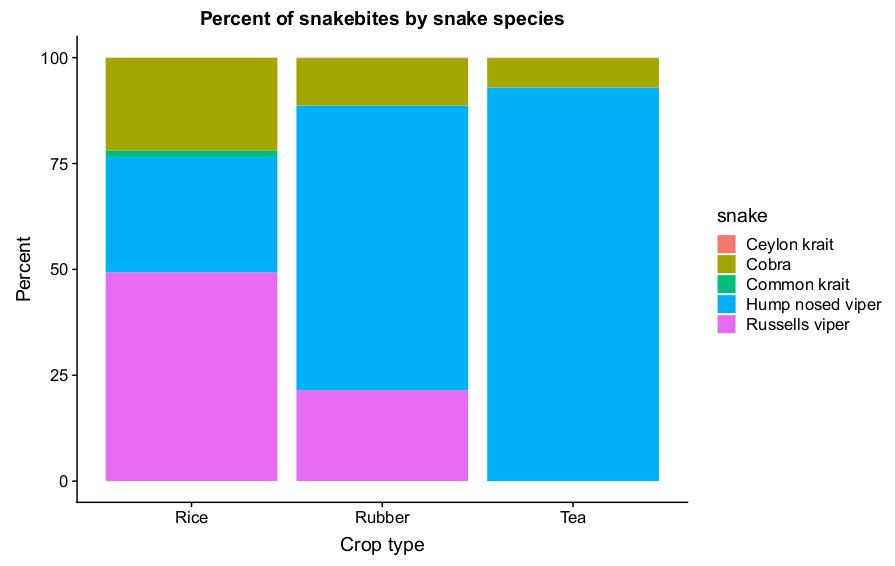 Percent of snakebites by snake species
100
75
50
25
0
Percent
Rice
Rubber
Tea
Crop type
snake
Ceylon krait
Cobra
Common krait
Hump nosed viper
Russells viper